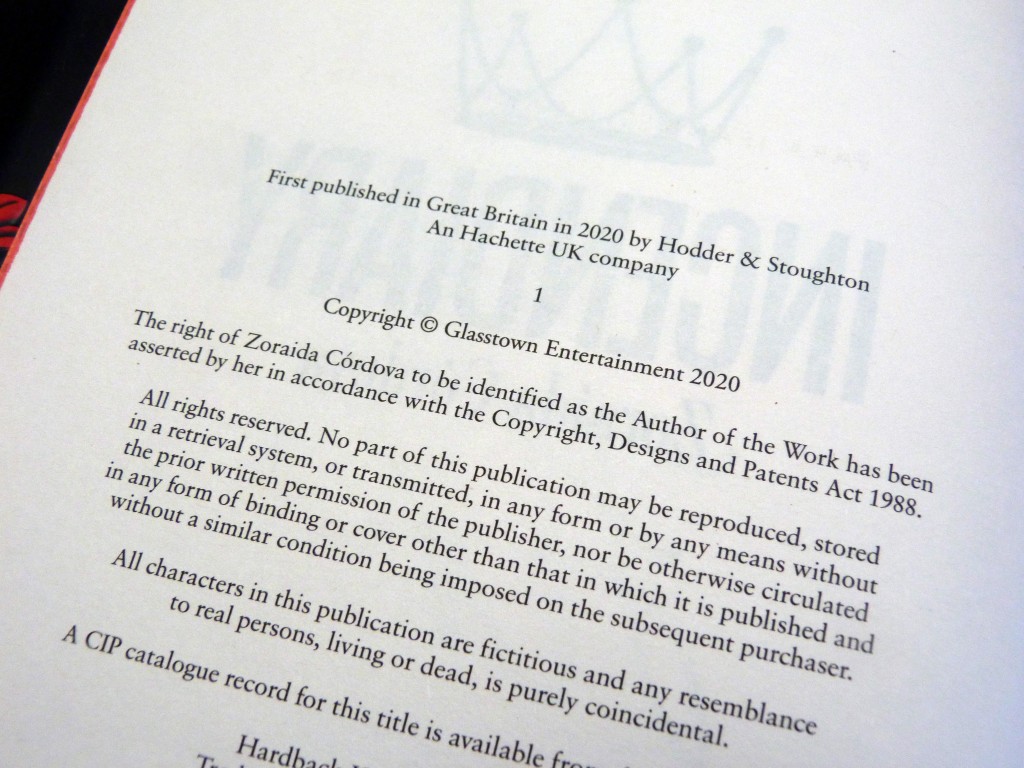 First published in Great Britain in 2020 by Hodder & Stoughton
An Hachette UK company
1
Copyright © Glasstown Entertainment 2020
The right of Zoraida Córdova to be identified as the Author of the Work has been
asserted by her in accordance with the Copyright, Designs and Patents Act 1988.
All rights reserved. No part of this publication may be reproduced, stored
in a retrieval system, or transmitted, in any form or by any means without
the prior written permission of the publisher, nor be otherwise circulated
in any form of binding or cover other than that in which it is published and
without a similar condition being imposed on the subsequent purchaser.
All characters in this publication are fictitious and any resemblance
to real persons, living or dead, is purely coincidental.
A CIP catalogue record for this title is available from
Hardback
INCENDIARY